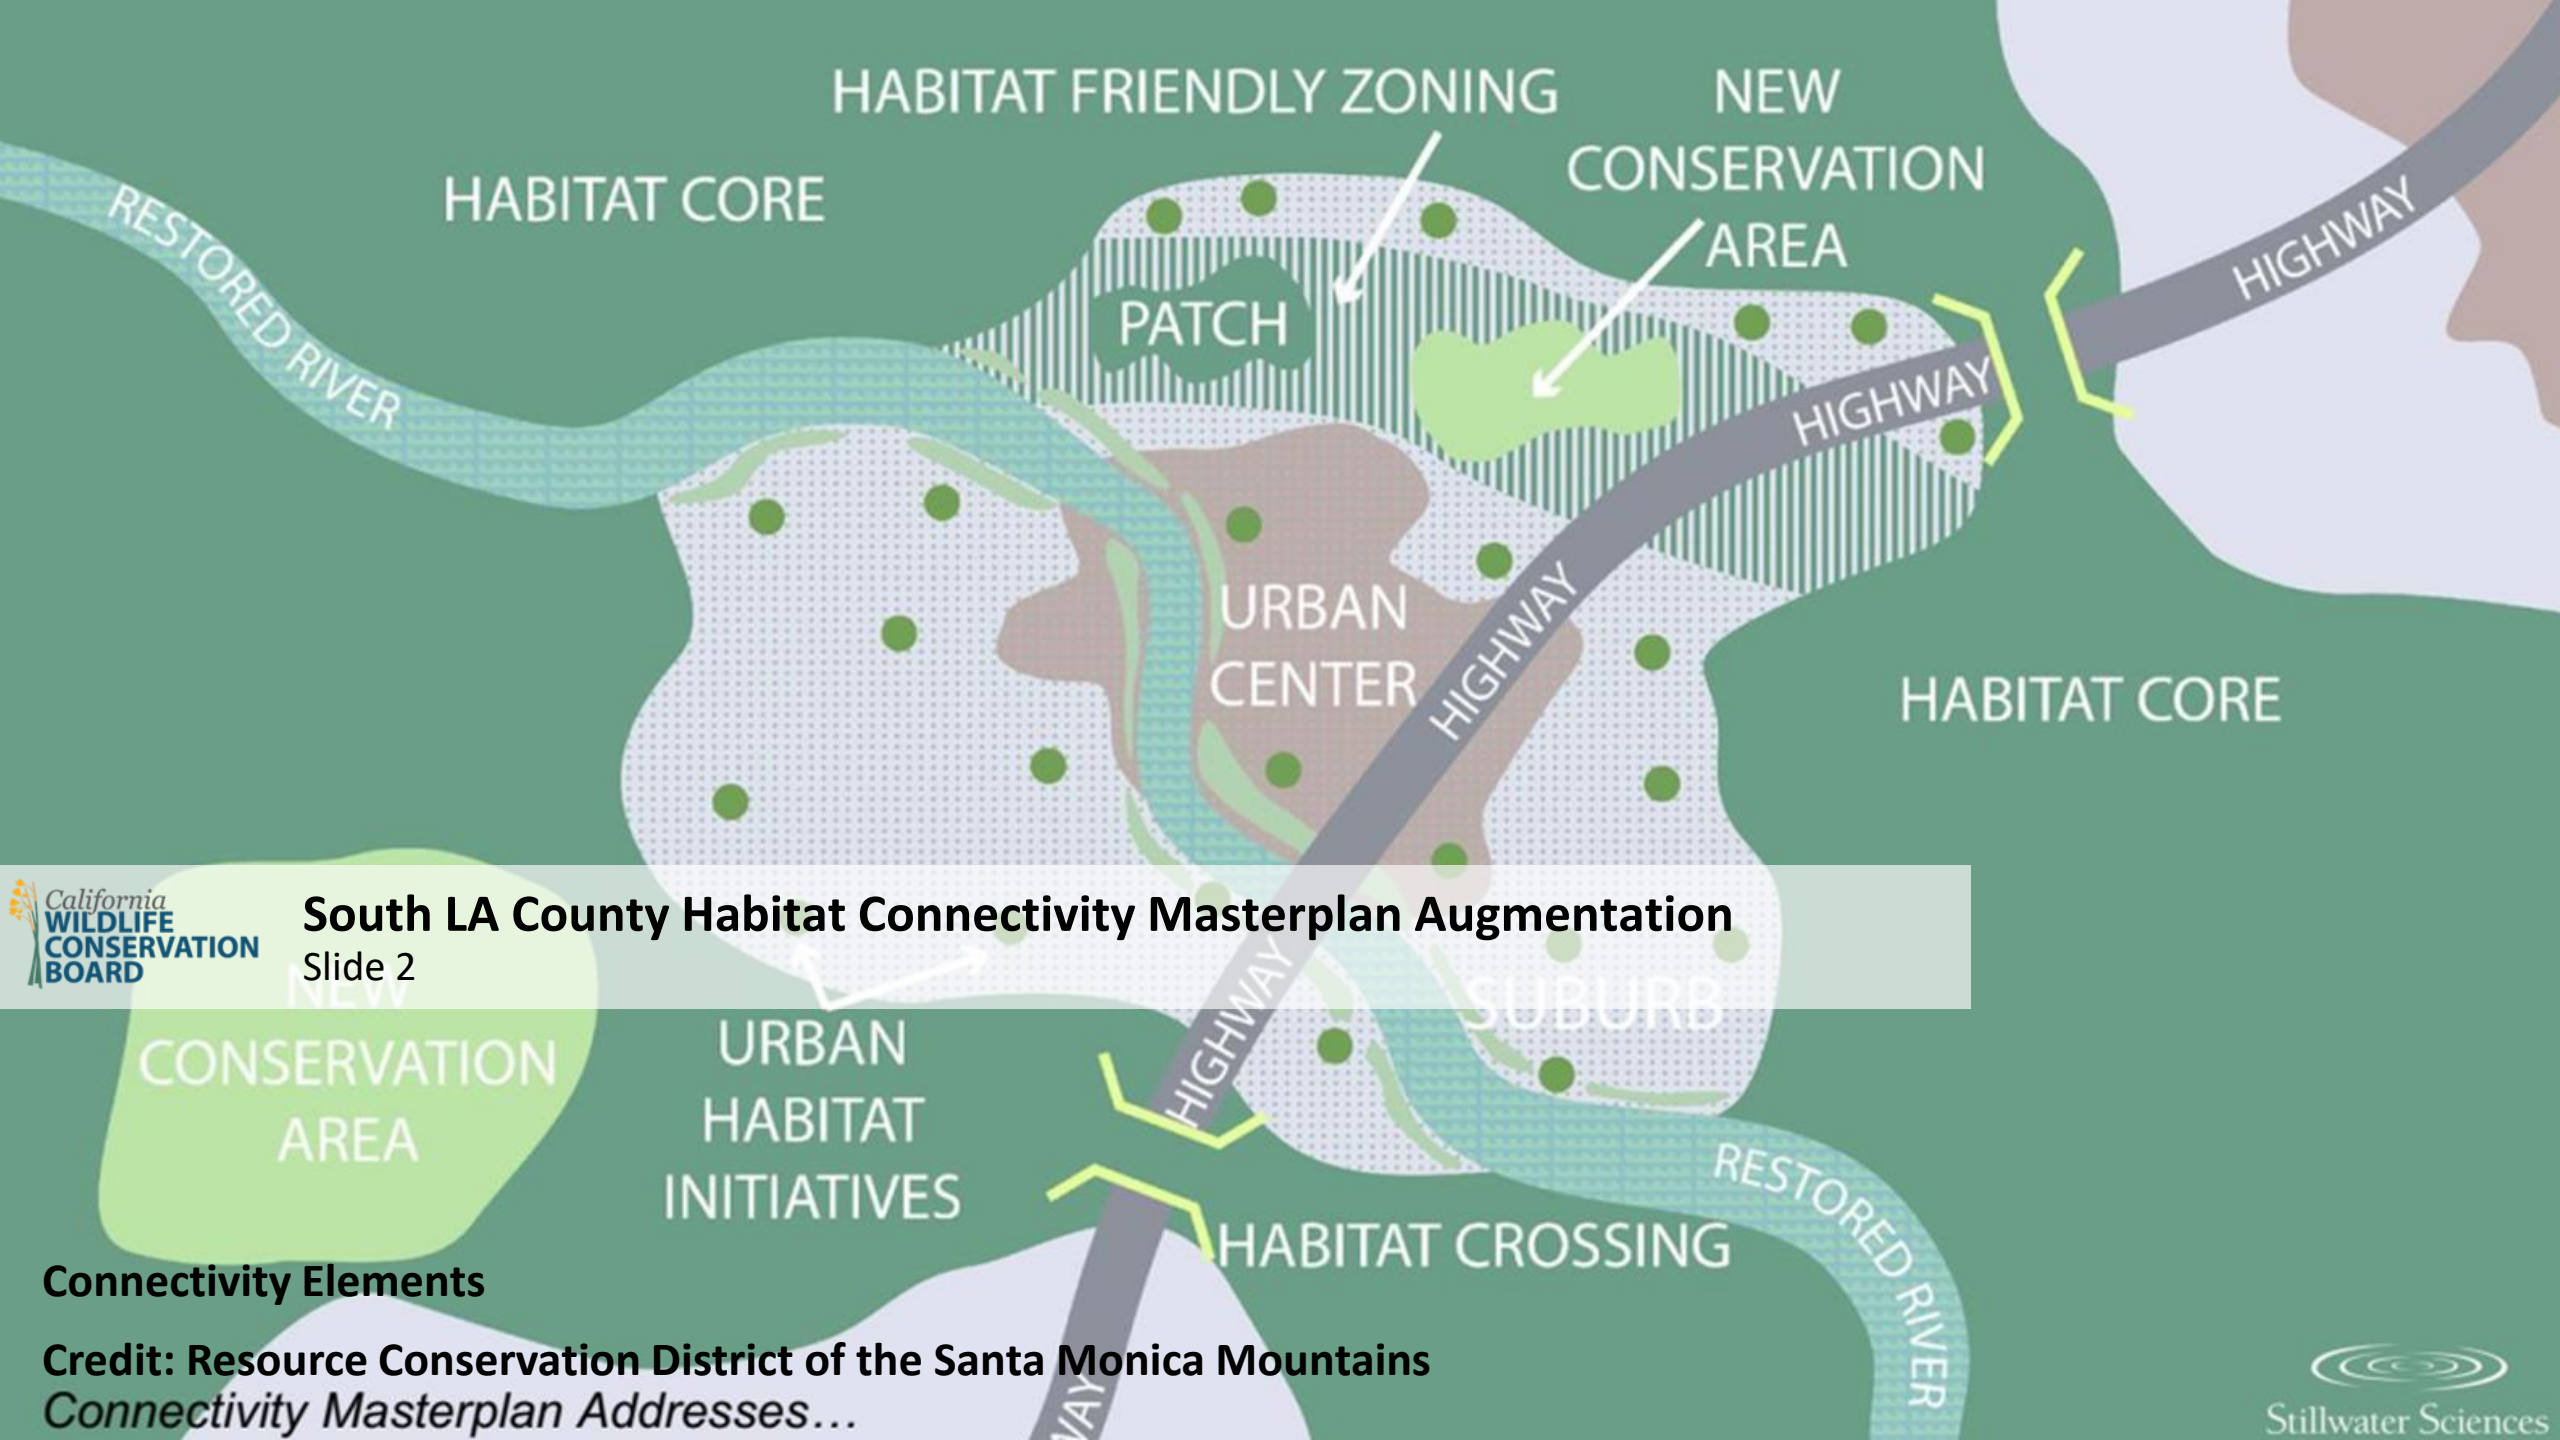 HABITAT FRIENDLY ZONING
NEW
CONSERVATION
AREA
HABITAT CORE
RESTORED RIVER
PATCH
HIGHWAY
HIGHWAY
HIGHWAY
URBAN
CENTER
HABITAT CORE
California
WILDLIFE
CONSERVATION
BOARD
South LA County Habitat Connectivity Masterplan Augmentation
Slide 2
NEW
CONSERVATION
AREA
URBAN
HABITAT
INITIATIVES
HIGHWAY
SUBURB
HABITAT CROSSING
RESTORED RIVER
Connectivity Elements
Credit: Resource Conservation District of the Santa Monica Mountains
Connectivity Masterplan Addresses...
WAY
Stillwater Sciences